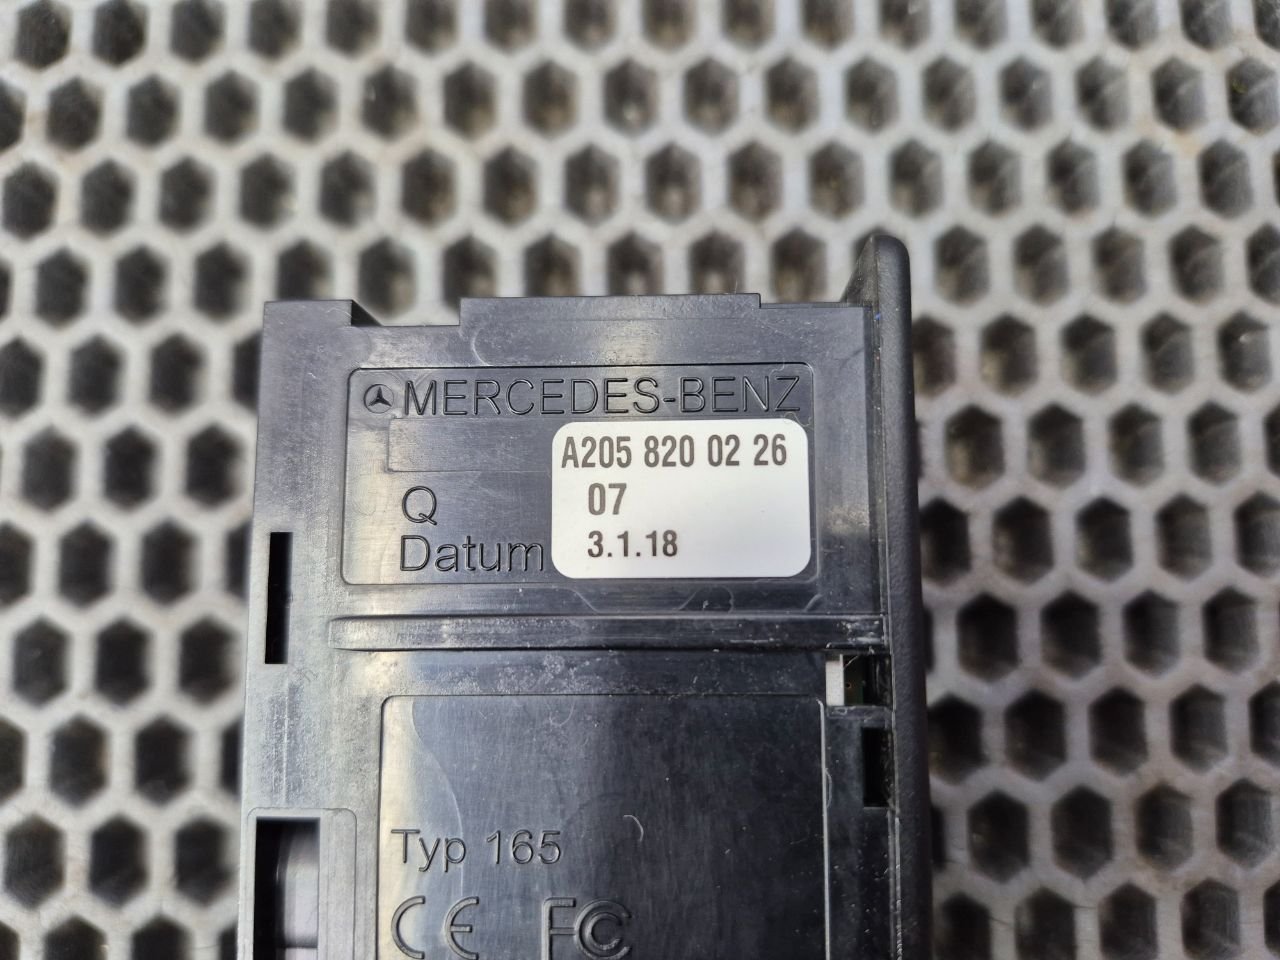 MERCEDES-BENZ
A205 820 02 26
Q 07
Datum 3.1.18
Typ 165
CE FC